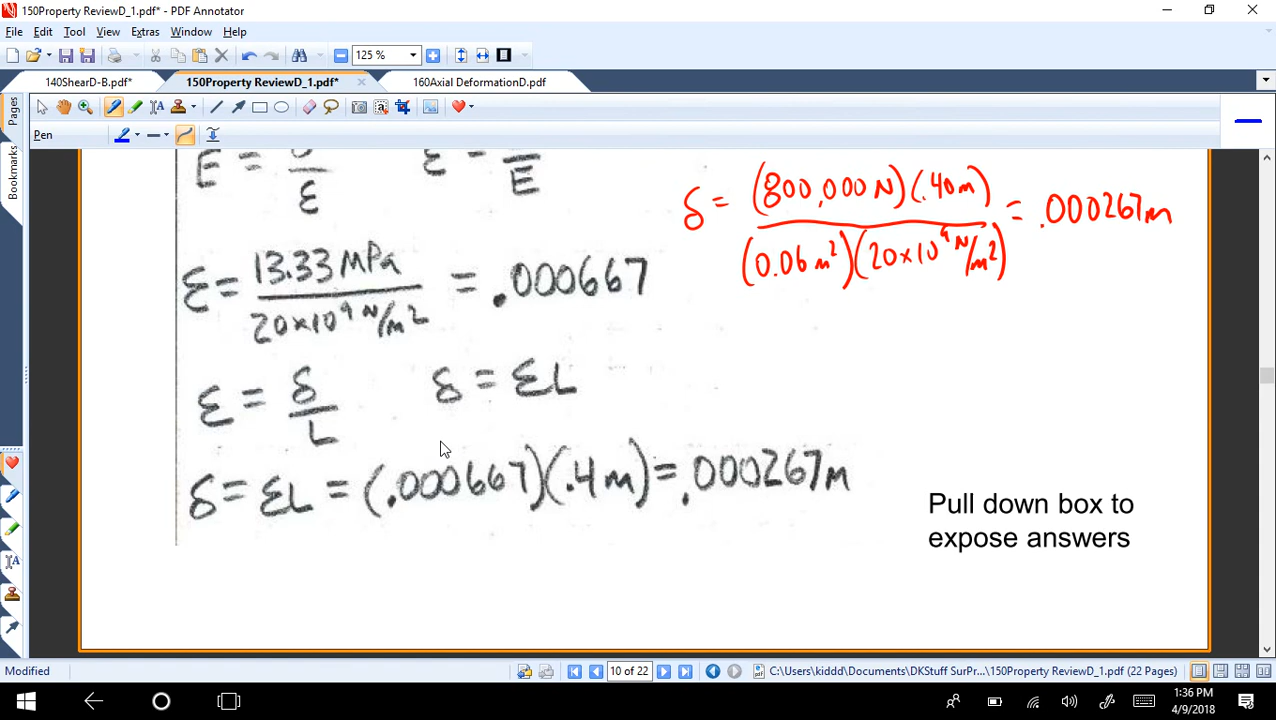 150Property ReviewD_1.pdf* - PDF Annotator
File Edit Tool View Extras Window Help
125 %
140ShearD-B.pdf* 150Property ReviewD_1.pdf* 160Axial DeformationD.pdf
Pen
Pages
Bookmarks
E = σ/ε ε = σ/E
ε = 13.33 MPa / 20×10⁹ N/m² = .000667
ε = δ/L δ = εL
δ = εL = (.000667)(.4m) = .000267m
δ = (800,000 N)(.40m) / (0.06 m²)(20×10⁹ N/m²) = .000267m
Pull down box to
expose answers
Modified 10 of 22 C:\Users\kiddd\Documents\DKStuff SurPr...\150Property ReviewD_1.pdf (22 Pages)
1:36 PM
4/9/2018